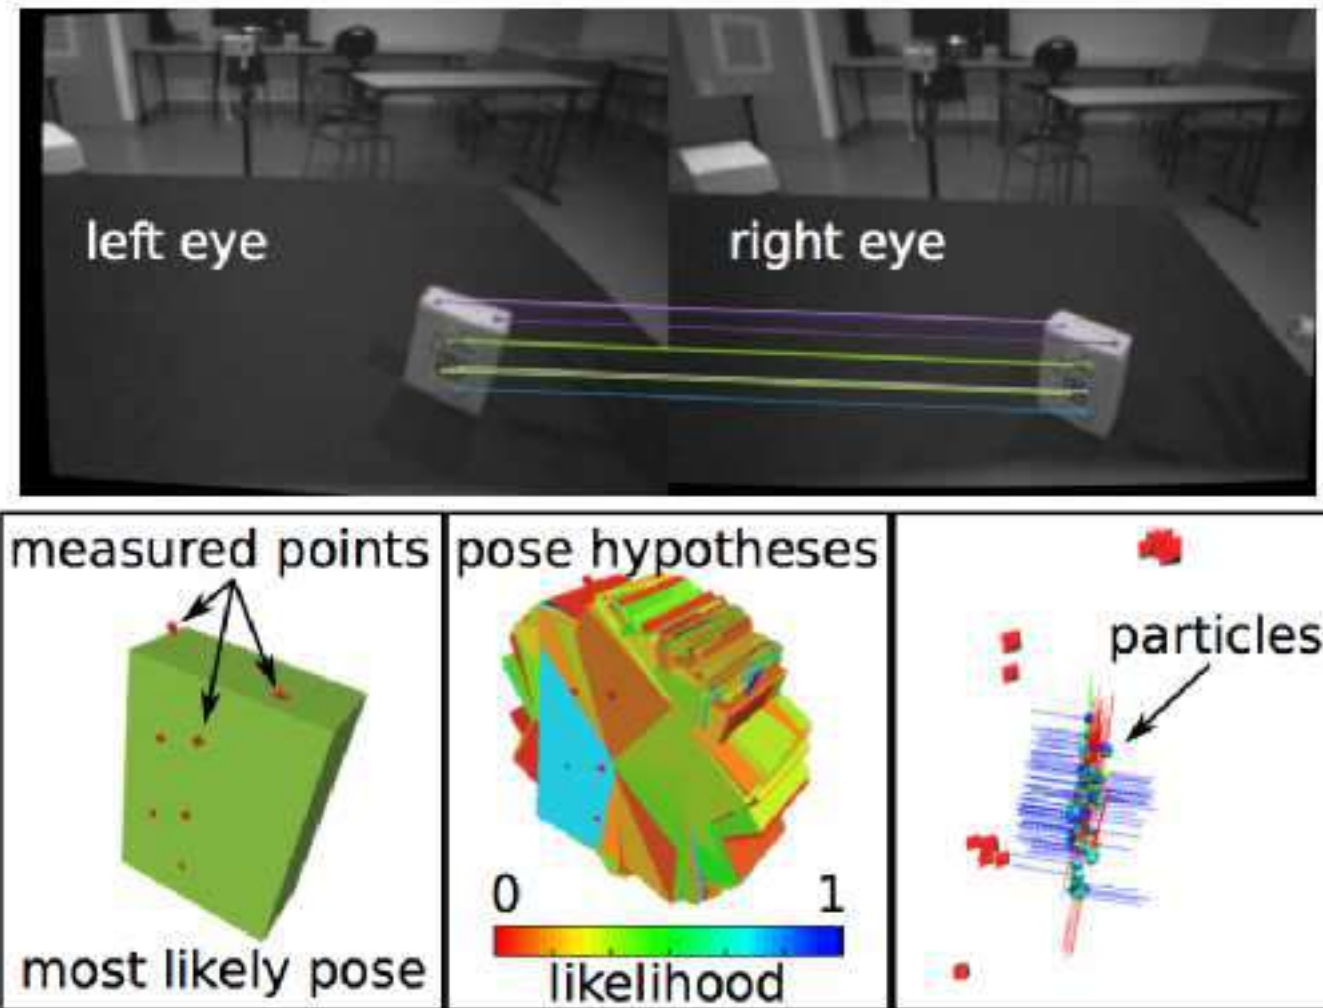 left eye
right eye
measured points
most likely pose
pose hypotheses
0 1
likelihood
particles